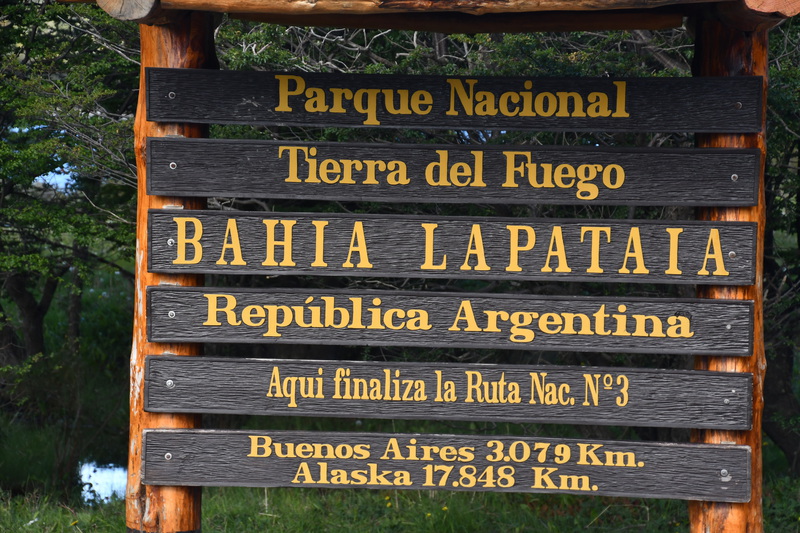 Parque Nacional
Tierra del Fuego
BAHIA LAPATAIA
República Argentina
Aqui finaliza la Ruta Nac. Nº3
Buenos Aires 3.079 Km.
Alaska 17.848 Km.